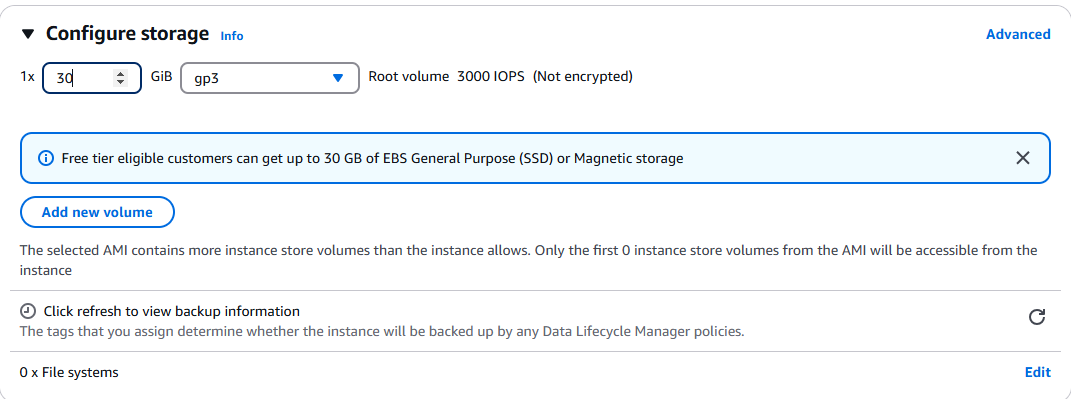 Configure storage Info Advanced
1x 30 GiB gp3 Root volume 3000 IOPS (Not encrypted)
Free tier eligible customers can get up to 30 GB of EBS General Purpose (SSD) or Magnetic storage
Add new volume
The selected AMI contains more instance store volumes than the instance allows. Only the first 0 instance store volumes from the AMI will be accessible from the
instance
Click refresh to view backup information
The tags that you assign determine whether the instance will be backed up by any Data Lifecycle Manager policies.
0 x File systems Edit